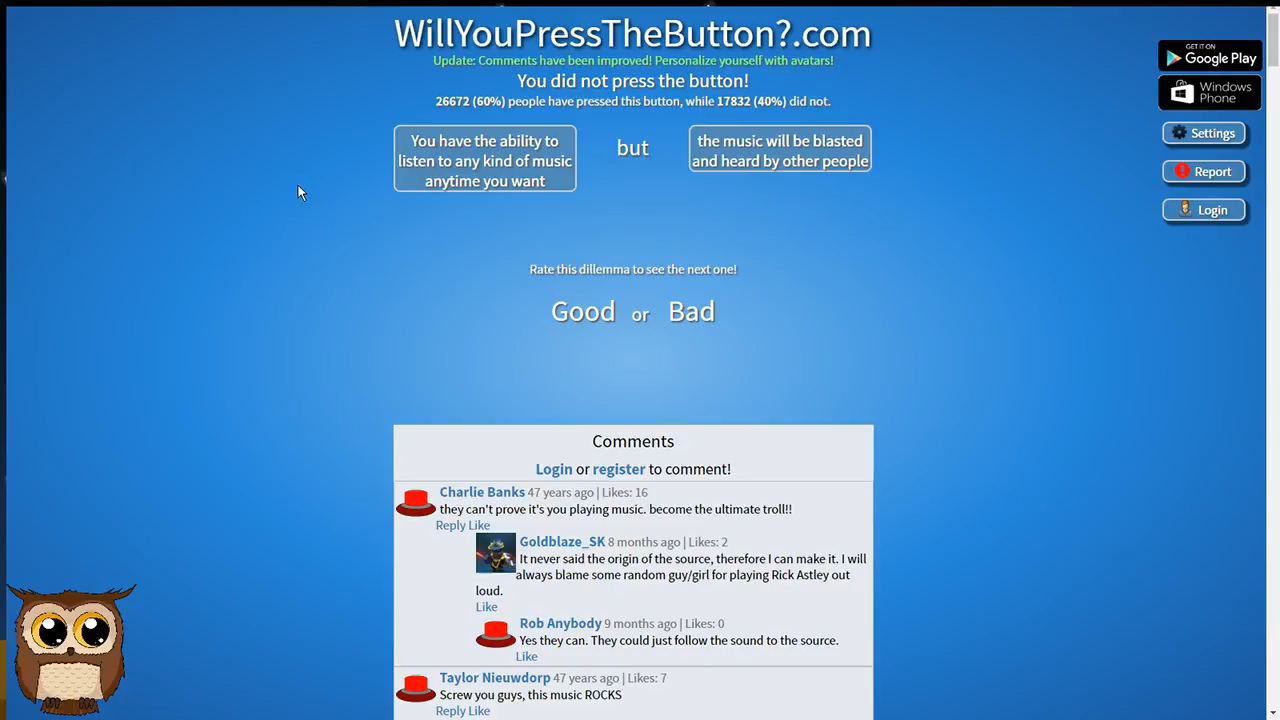 WillYouPressTheButton?.com
Update: Comments have been improved! Personalize yourself with avatars!
You did not press the button!
26672 (60%) people have pressed this button, while 17832 (40%) did not.
You have the ability to
listen to any kind of music
anytime you want
but
the music will be blasted
and heard by other people
GET IT ON
Google Play
Windows
Phone
Settings
Report
Login
Rate this dillemma to see the next one!
Good or Bad
Comments
Login or register to comment!
Charlie Banks 47 years ago | Likes: 16
they can't prove it's you playing music. become the ultimate troll!!
Reply Like
Goldblaze_SK 8 months ago | Likes: 2
It never said the origin of the source, therefore I can make it. I will
always blame some random guy/girl for playing Rick Astley out
loud.
Like
Rob Anybody 9 months ago | Likes: 0
Yes they can. They could just follow the sound to the source.
Like
Taylor Nieuwdorp 47 years ago | Likes: 7
Screw you guys, this music ROCKS
Reply Like